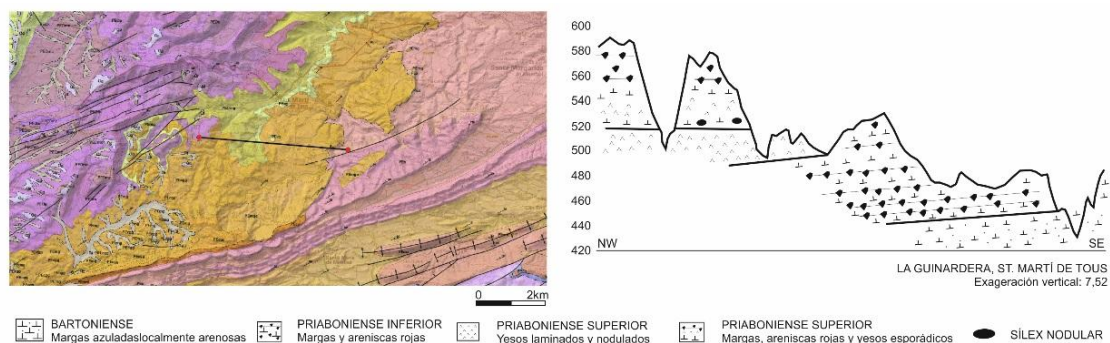 600
580
560
540
520
500
480
460
440
420
NW
SE
0 2km
LA GUINARDERA, ST. MARTÍ DE TOUS
Exageración vertical: 7,52
BARTONIENSE
Margas azuladaslocalmente arenosas
PRIABONIENSE INFERIOR
Margas y areniscas rojas
PRIABONIENSE SUPERIOR
Yesos laminados y nodulados
PRIABONIENSE SUPERIOR
Margas, areniscas rojas y yesos esporádicos
SÍLEX NODULAR